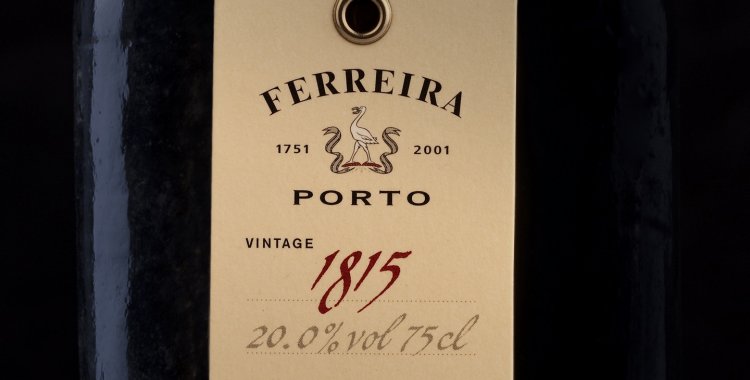 FERREIRA
1751 2001
PORTO
VINTAGE 1815
20.0% vol 75cl